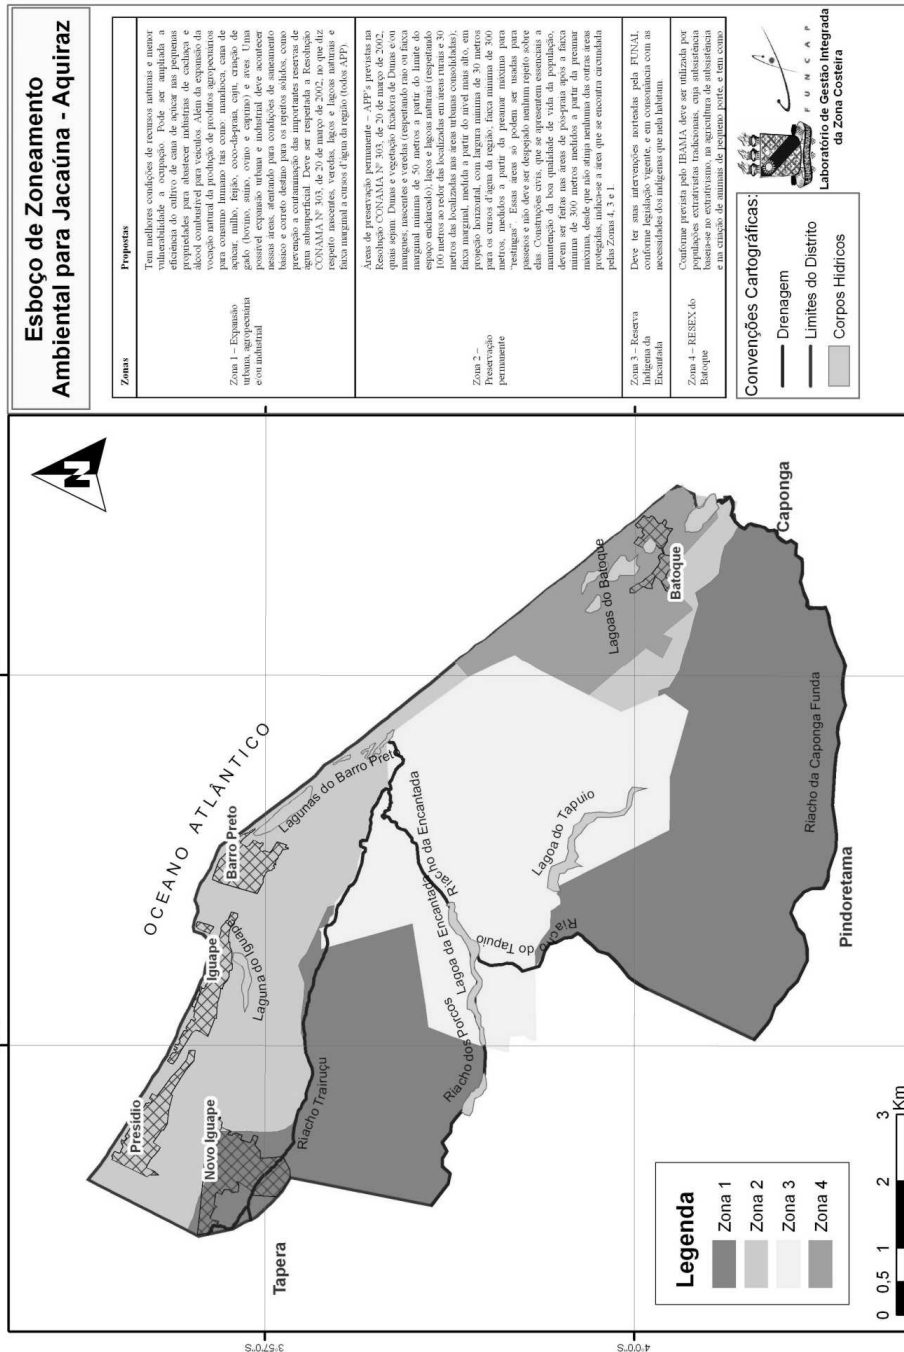 Esboço de Zoneamento
Ambiental para Jacaúna - Aquiraz
Zonas
Propostas
Zona 1 – Expansão
urbana, agropecuária
e/ou industrial
Tem melhores condições de recursos naturais e menor
vulnerabilidade a ocupação. Pode ser ampliada a
eficiência do cultivo de cana de açúcar nas pequenas
propriedades para abastecer indústrias de cachaça e
álcool combustível para veículos. Além da expansão da
vocação natural da produção de produtos agropecuários
para consumo humano tais como: mandioca, cana de
açúcar, milho, feijão, coco-da-praia, caju, criação de
gado (bovino, suíno, ovino e caprino) e aves. Uma
possível expansão urbana e industrial deve acontecer
nessas áreas, atentando para condições de saneamento
básico e correto destino para os rejeitos sólidos, como
prevenção a contaminação das importantes reservas de
água subsuperficial. Deve ser respeitada a Resolução
CONAMA Nº 303, de 20 de março de 2002, no que diz
respeito nascentes, veredas, lagos e lagoas naturais e
faixa marginal a cursos d'água da região (todos APP).
Zona 2 –
Preservação
permanente
Áreas de preservação permanente – APP's previstas na
Resolução CONAMA Nº 303, de 20 de março de 2002,
quais sejam: Dunas e vegetação fixadora de Dunas e/ou
mangues, nascentes e veredas (respeitando raio ou faixa
marginal mínima de 50 metros a partir do limite do
espaço encharcado), lagos e lagoas naturais (respeitando
100 metros ao redor das localizadas em áreas rurais e 30
metros das localizadas nas áreas urbanas consolidadas);
faixa marginal, medida a partir do nível mais alto, em
projeção horizontal, com largura mínima de 30 metros
para os cursos d'água da região, faixa mínima de 300
metros, medidos a partir da preamar máxima para
"restingas". Essas áreas só podem ser usadas para
passeios e não deve ser despejado nenhum rejeito sobre
elas. Construções civis, que se apresentem essenciais a
manutenção da boa qualidade de vida da população,
devem ser feitas nas áreas de pós-praia após a faixa
mínima de 300 metros medidos a partir da preamar
máxima, desde que não atinja nenhuma das outras áreas
protegidas, indica-se a área que se encontra circundada
pelas Zonas 4, 3 e 1.
Zona 3 – Reserva
Indígena da
Encantada
Deve ter suas intervenções norteadas pela FUNAI,
conforme legislação vigente, e em consonância com as
necessidades dos indígenas que nela habitam.
Zona 4 – RESEX do
Batoque
Conforme prevista pelo IBAMA deve ser utilizada por
populações extrativistas tradicionais, cuja subsistência
baseia-se no extrativismo, na agricultura de subsistência
e na criação de animais de pequeno porte, e tem como
Convenções Cartográficas:
Drenagem
Limites do Distrito
Corpos Hídricos
FUNCAP
Laboratório de Gestão Integrada
da Zona Costeira
N
OCEANO ATLÂNTICO
Presídio
Novo Iguape
Iguape
Laguna do Iguape
Barro Preto
Lagunas do Barro Preto
Riacho Trairuçu
Tapera
Riacho da Encantada
Lagoa da Encantada
Riacho dos Porcos
Riacho do Tapuio
Lagoa do Tapuio
Lagoas do Batoque
Batoque
Caponga
Riacho da Caponga Funda
Pindoretama
3°57'0"S
4°0'0"S
Legenda
Zona 1
Zona 2
Zona 3
Zona 4
0 0,5 1 2 3
Km